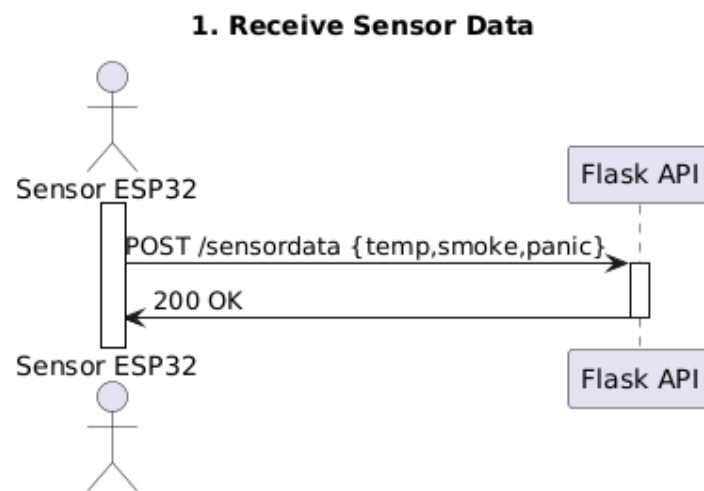 1. Receive Sensor Data
Sensor ESP32
Flask API
POST /sensordata {temp,smoke,panic}
200 OK
Sensor ESP32
Flask API